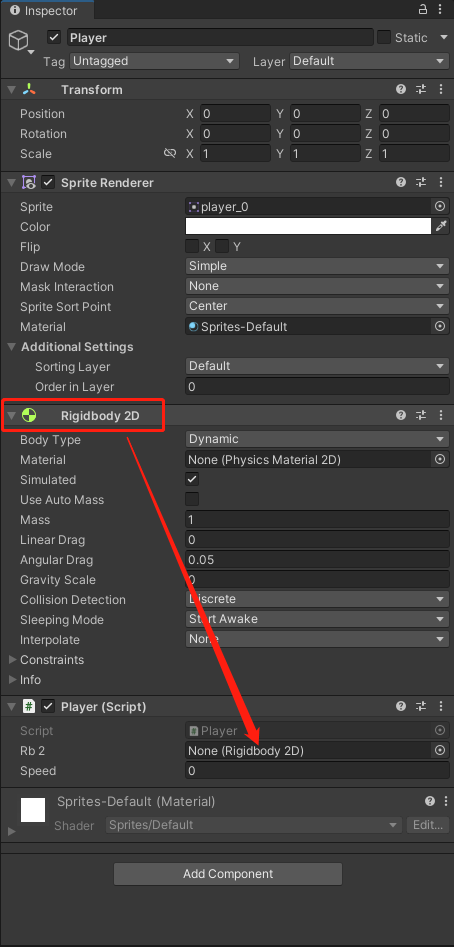 Inspector
Player
Static
Tag Untagged Layer Default
Transform
Position X 0 Y 0 Z 0
Rotation X 0 Y 0 Z 0
Scale X 1 Y 1 Z 1
Sprite Renderer
Sprite player_0
Color
Flip X Y
Draw Mode Simple
Mask Interaction None
Sprite Sort Point Center
Material Sprites-Default
Additional Settings
Sorting Layer Default
Order in Layer 0
Rigidbody 2D
Body Type Dynamic
Material None (Physics Material 2D)
Simulated
Use Auto Mass
Mass 1
Linear Drag 0
Angular Drag 0.05
Gravity Scale 0
Collision Detection Discrete
Sleeping Mode Start Awake
Interpolate None
Constraints
Info
# Player (Script)
Script # Player
Rb 2 None (Rigidbody 2D)
Speed 0
Sprites-Default (Material)
Shader Sprites/Default Edit...
Add Component